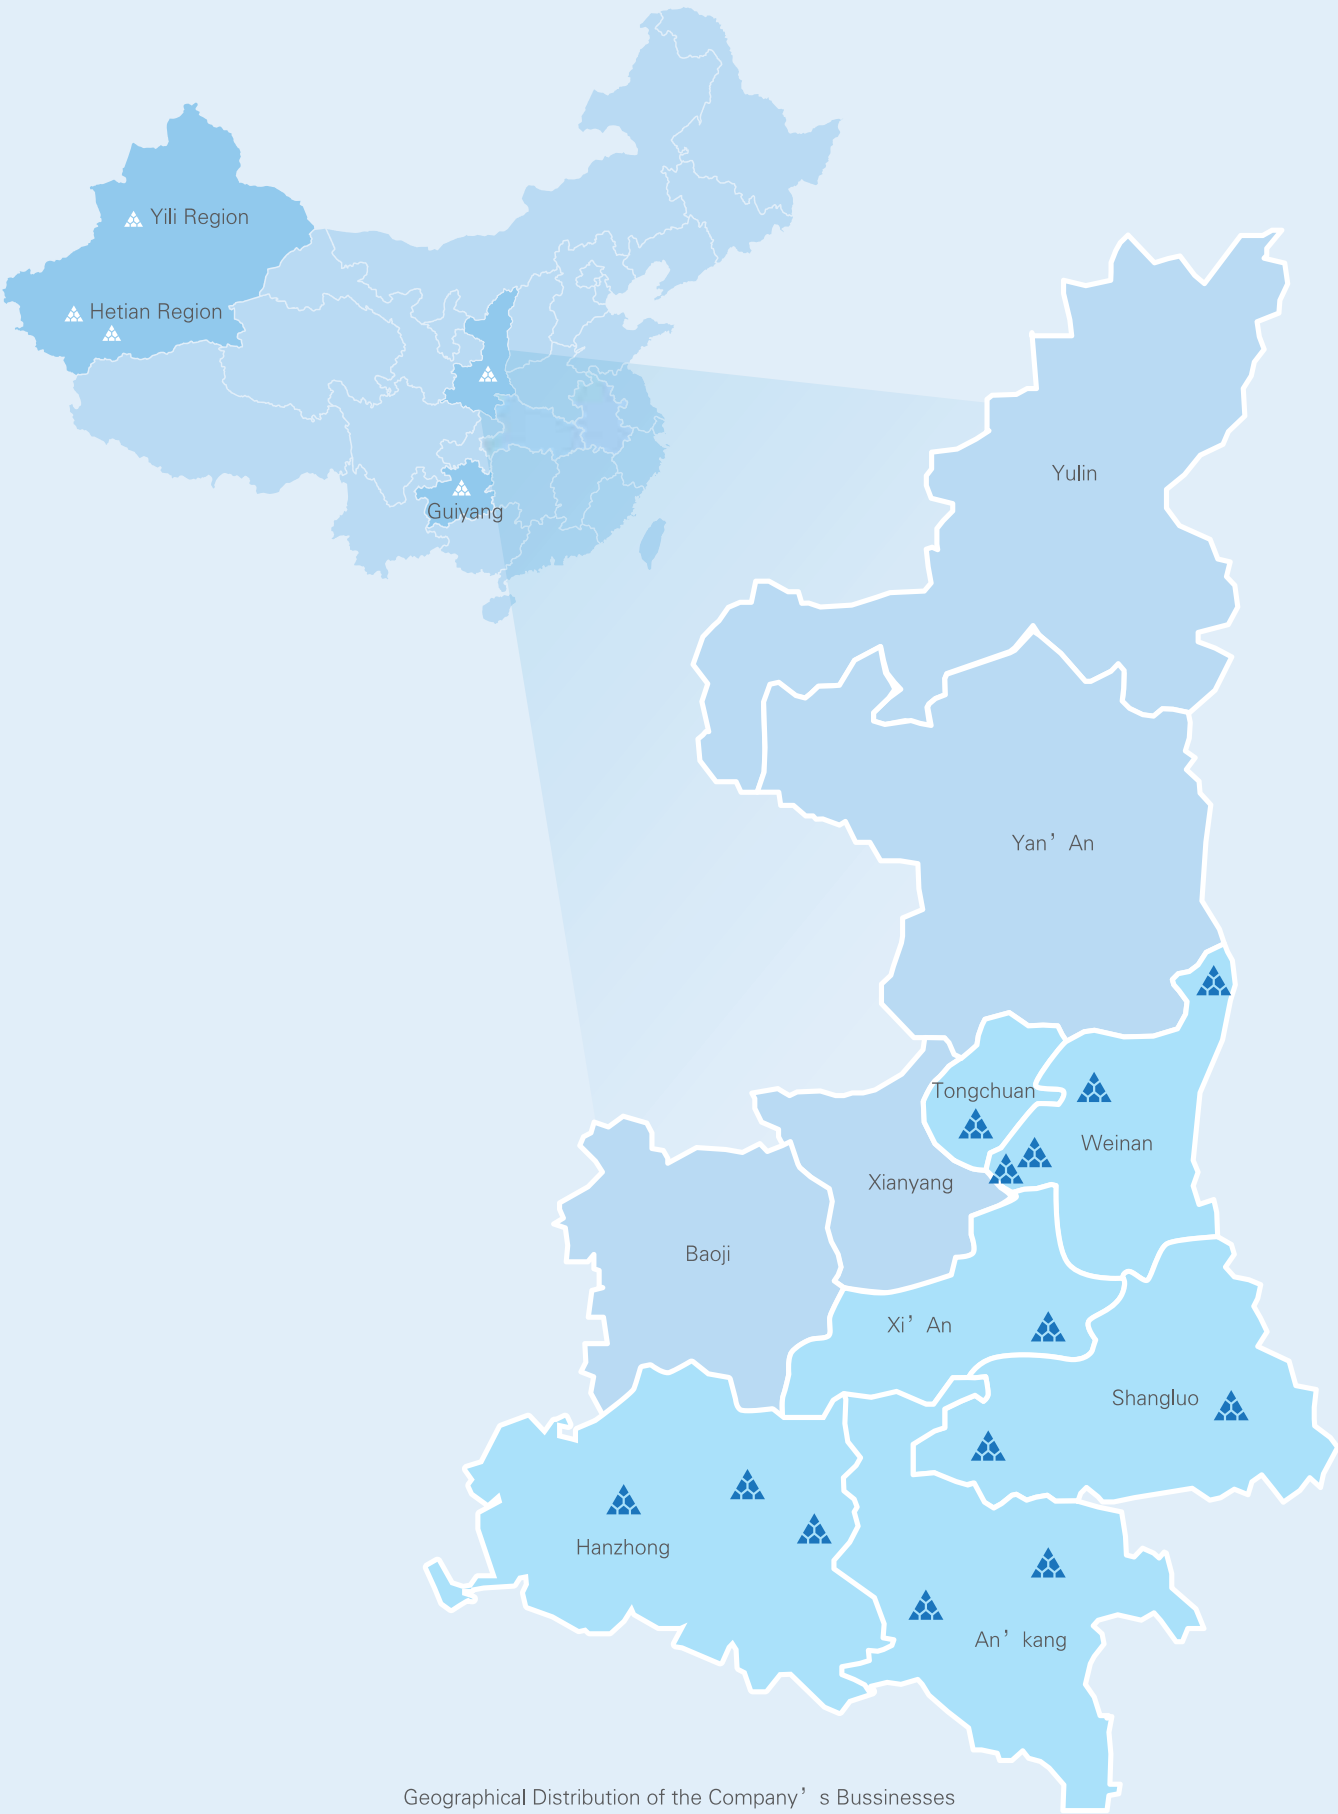 Yili Region
Hetian Region
Guiyang
Yulin
Yan’ An
Tongchuan
Weinan
Xianyang
Baoji
Xi’ An
Shangluo
Hanzhong
An’ kang
Geographical Distribution of the Company’ s Bussinesses